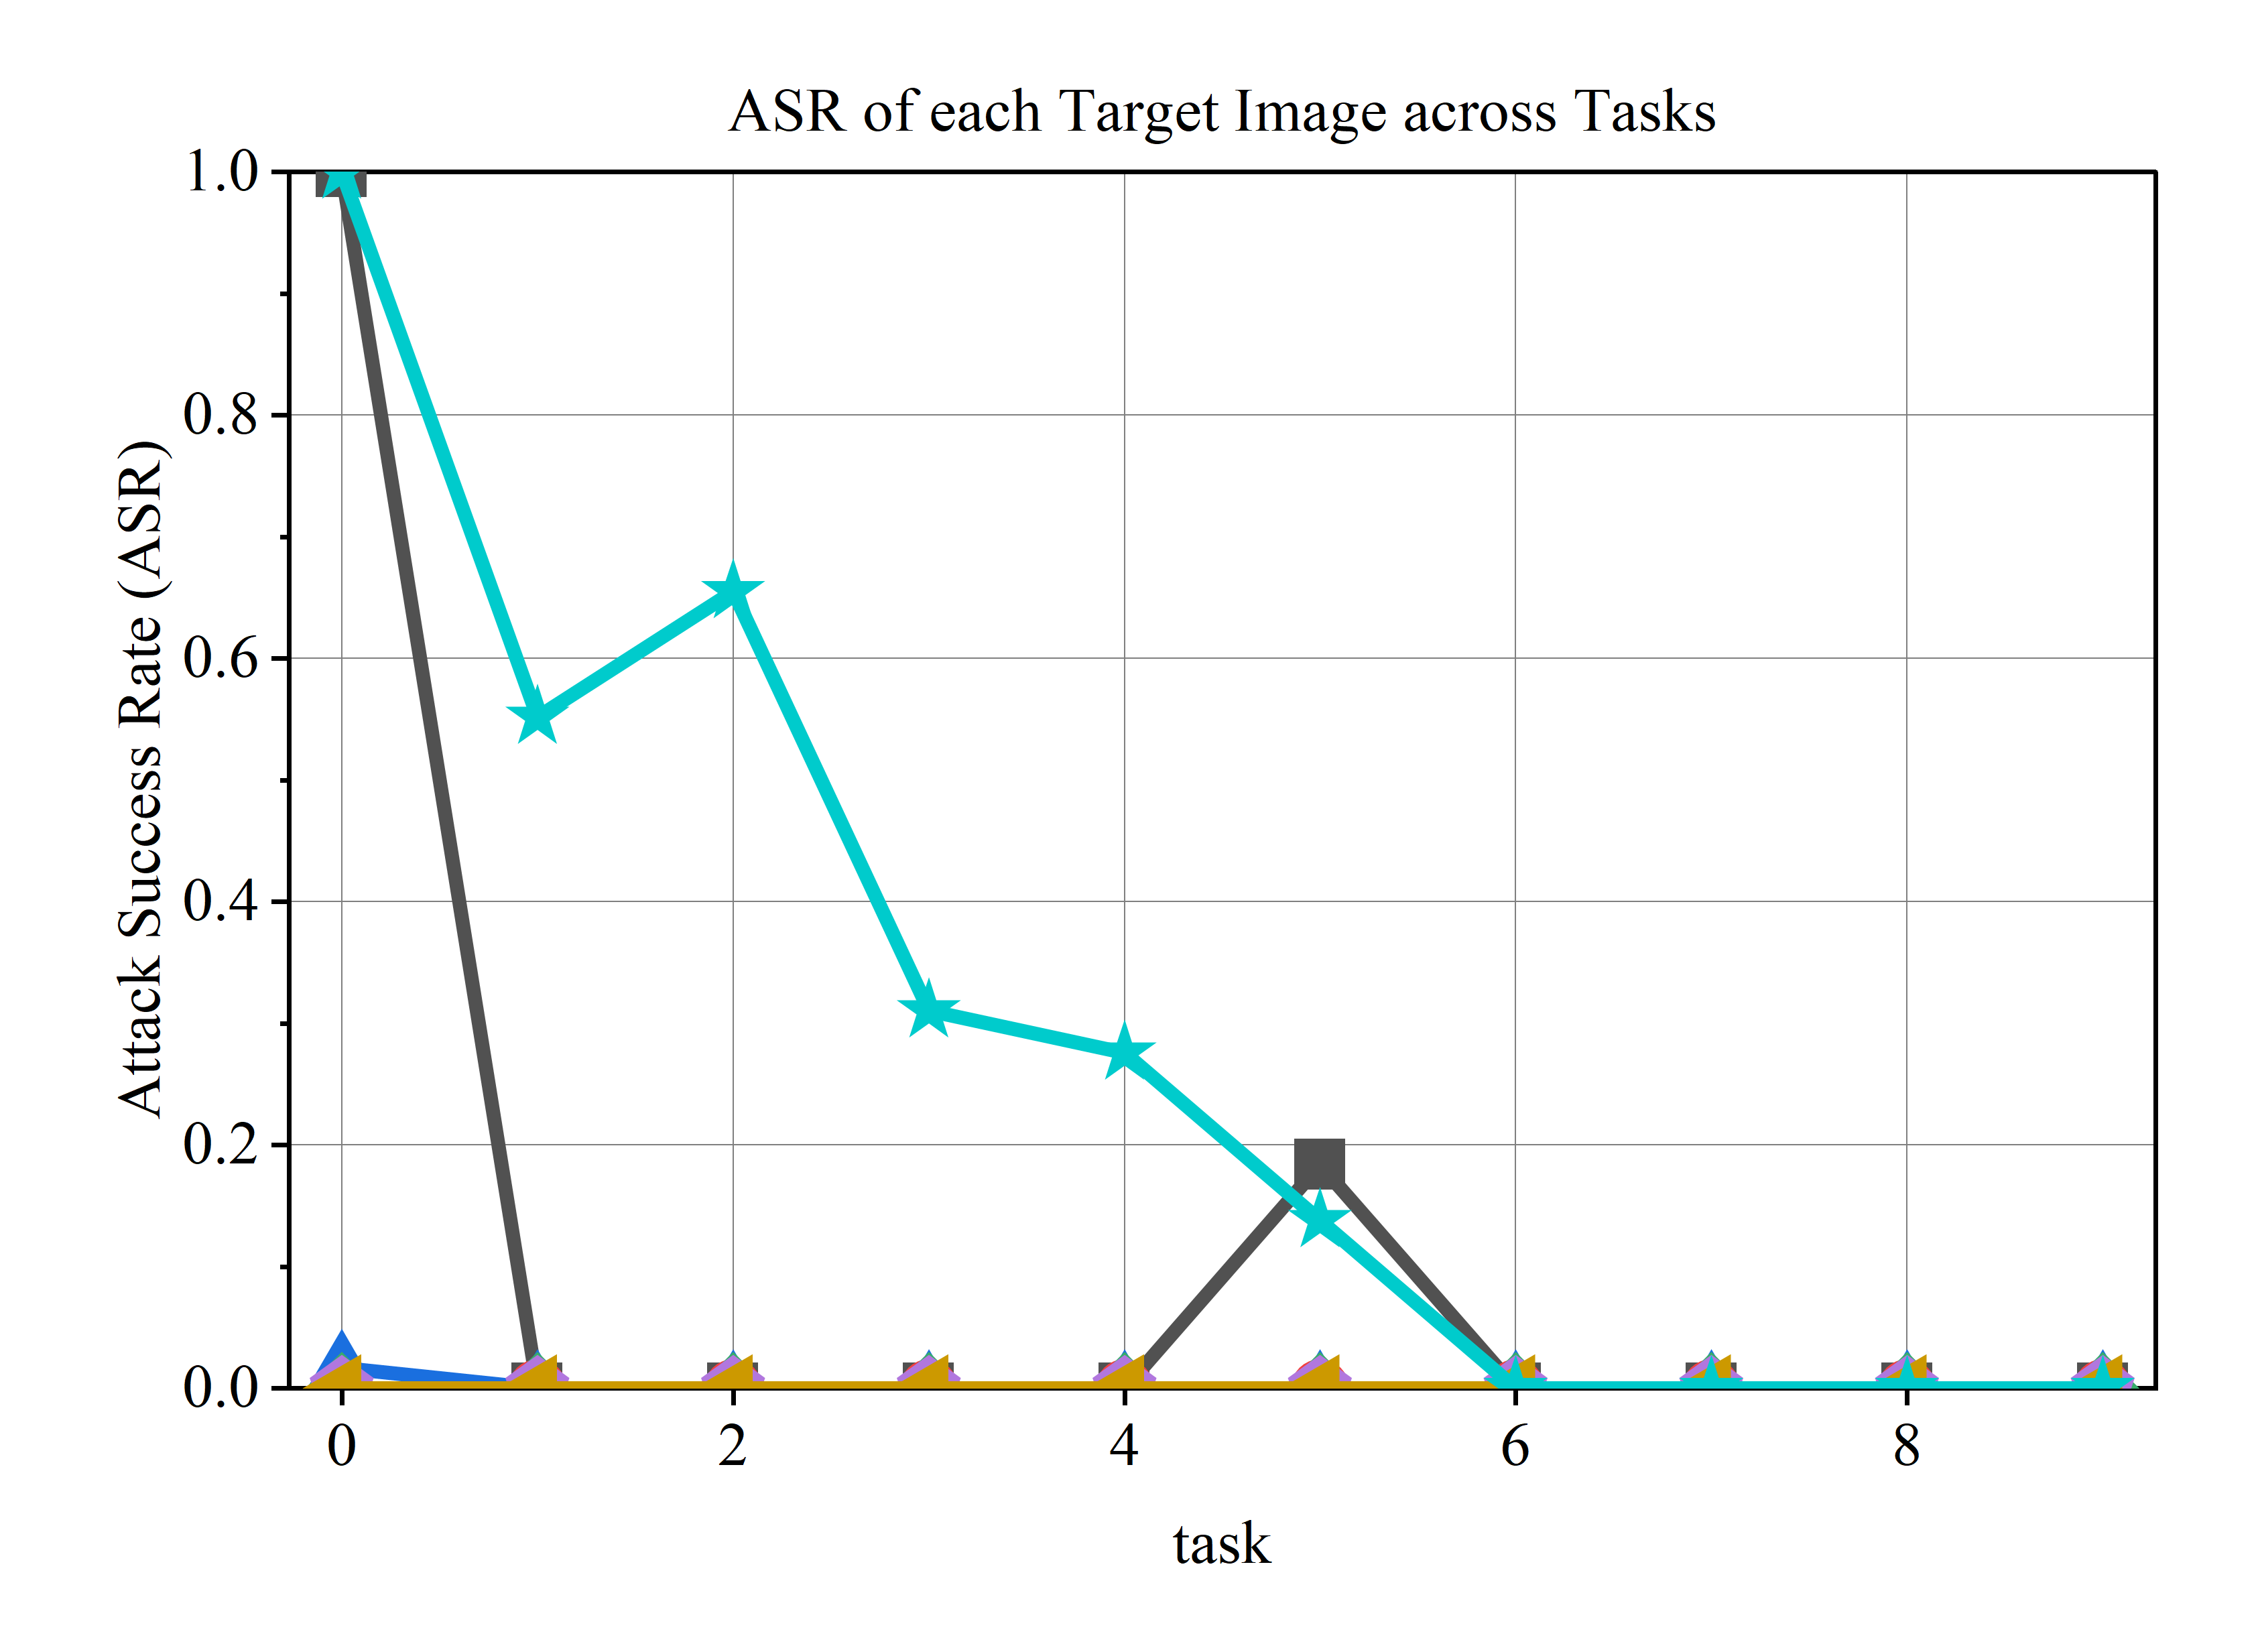 ASR of each Target Image across Tasks
Attack Success Rate (ASR)
1.0
0.8
0.6
0.4
0.2
0.0
0 2 4 6 8
task